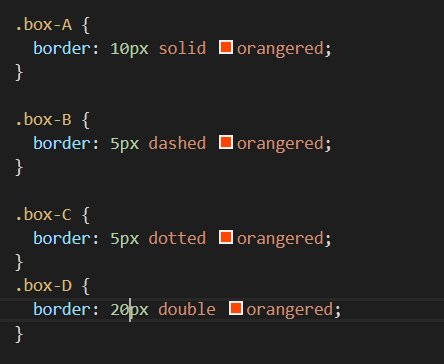 .box-A {
  border: 10px solid orangered;
}

.box-B {
  border: 5px dashed orangered;
}

.box-C {
  border: 5px dotted orangered;
}
.box-D {
  border: 20px double orangered;
}